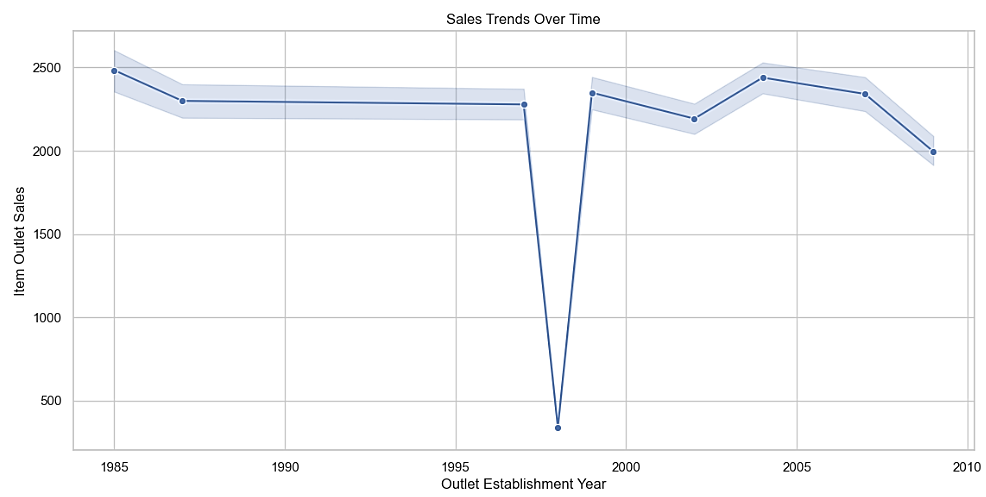 Sales Trends Over Time
Item Outlet Sales
2500
2000
1500
1000
500
1985 1990 1995 2000 2005 2010
Outlet Establishment Year